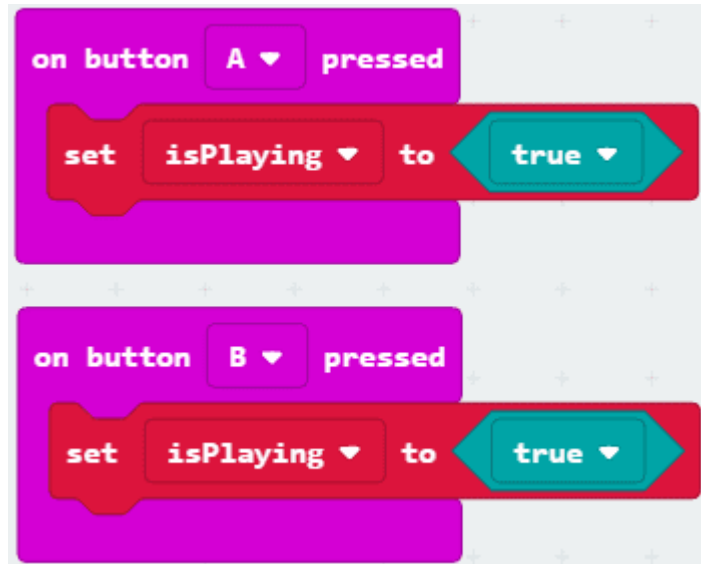 on button A pressed
set isPlaying to true
on button B pressed
set isPlaying to true